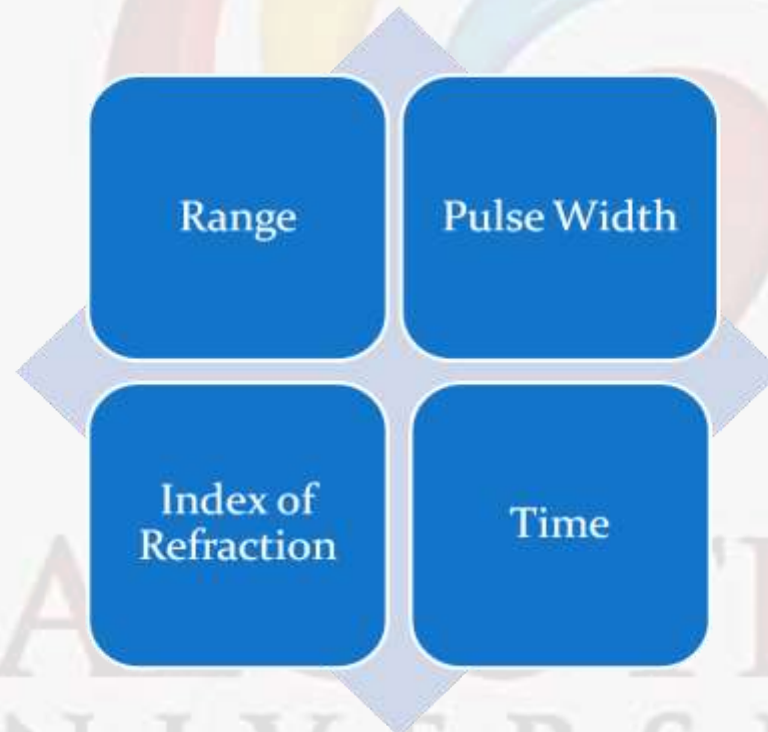 Range
Pulse Width
Index of
Refraction
Time